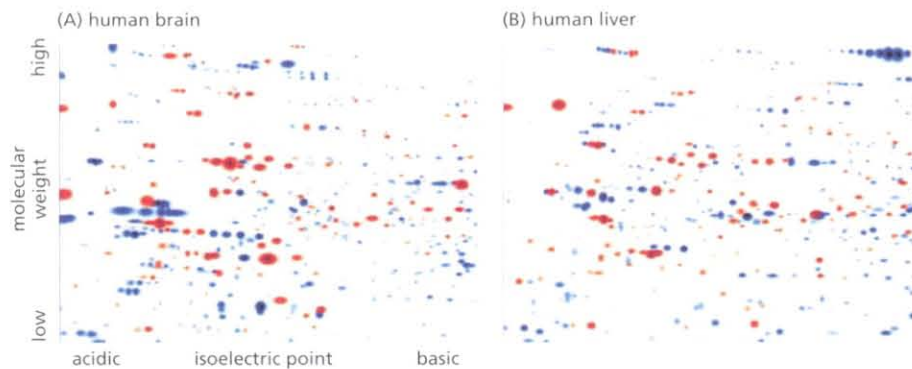 (A) human brain
(B) human liver
high
molecular
weight
low
acidic
isoelectric point
basic